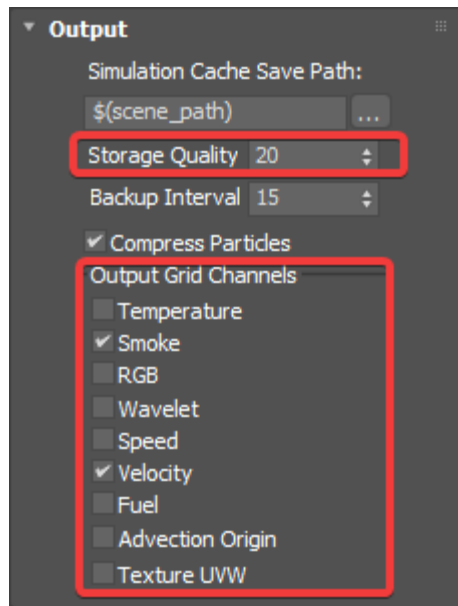 Output
Simulation Cache Save Path:
$(scene_path) ...
Storage Quality 20
Backup Interval 15
Compress Particles
Output Grid Channels
Temperature
Smoke
RGB
Wavelet
Speed
Velocity
Fuel
Advection Origin
Texture UVW